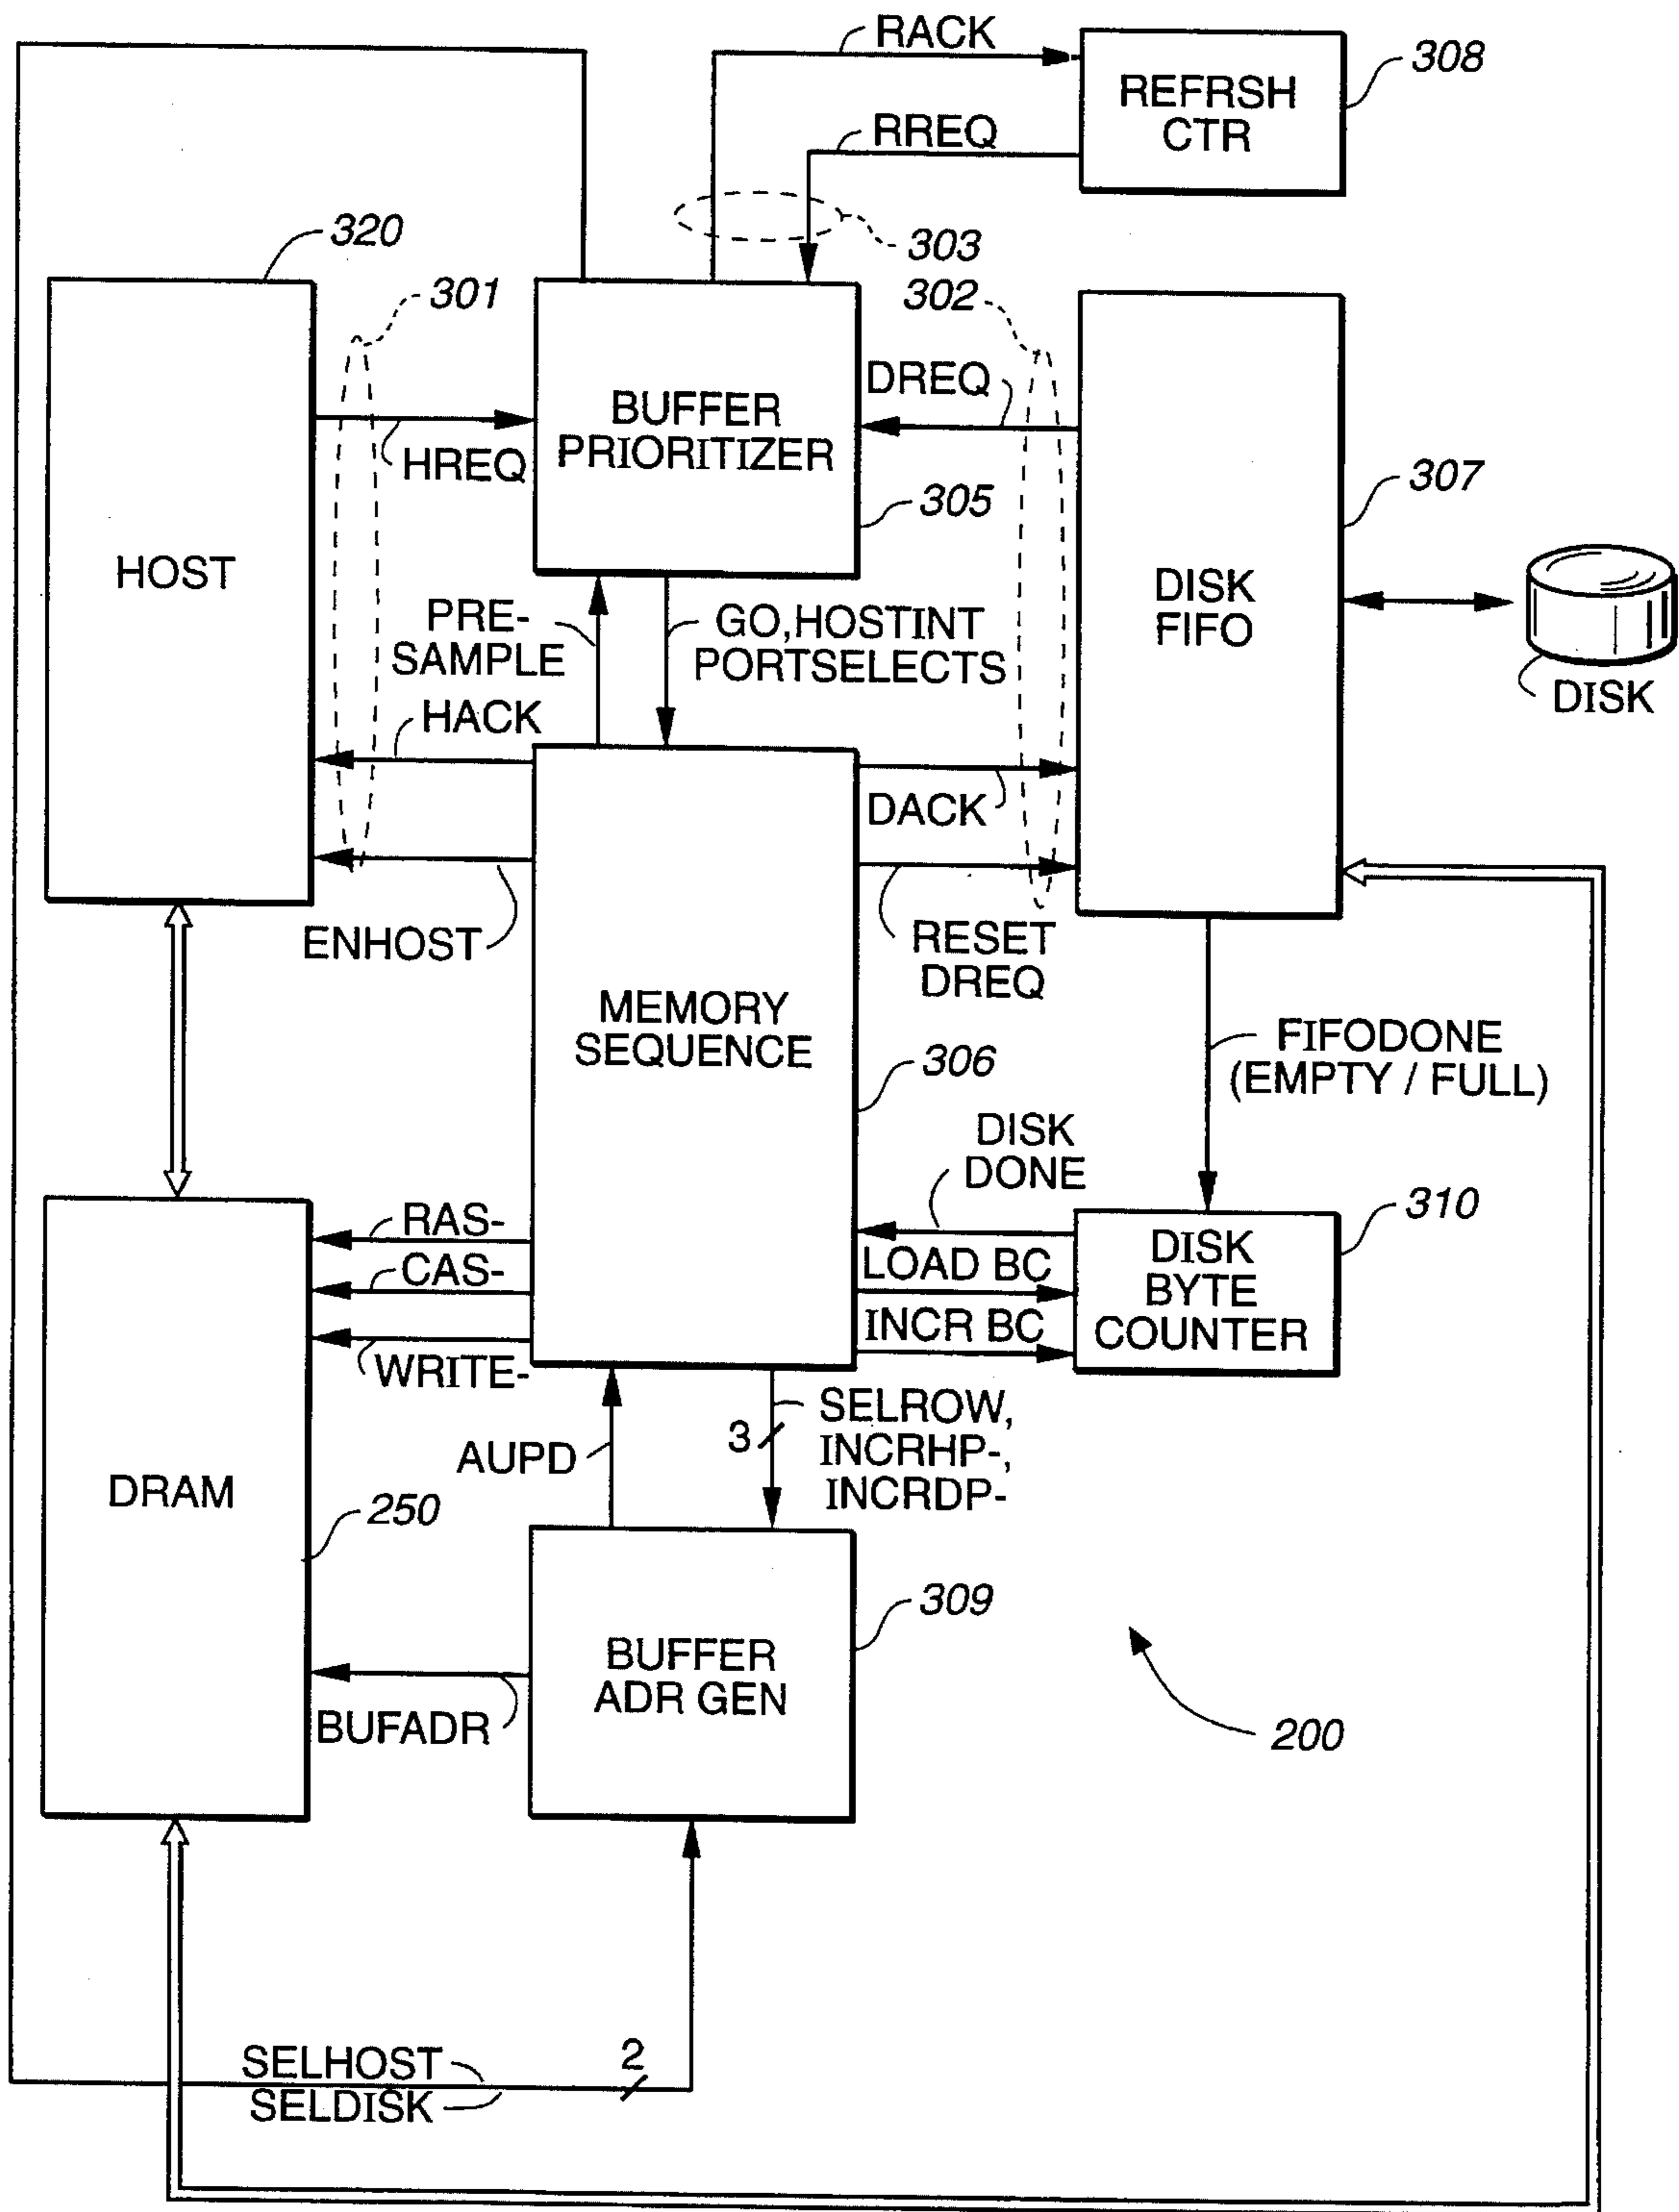 RACK
REFRSH
CTR
308
RREQ
303
320
301
302
HOST
HREQ
BUFFER
PRIORITIZER
305
DREQ
DISK
FIFO
307
DISK
PRE-
SAMPLE
GO,HOSTINT
PORTSELECTS
HACK
DACK
ENHOST
RESET
DREQ
MEMORY
SEQUENCE
306
FIFODONE
(EMPTY / FULL)
DISK
DONE
310
RAS-
CAS-
WRITE-
LOAD BC
INCR BC
DISK
BYTE
COUNTER
AUPD
3
SELROW,
INCRHP-,
INCRDP-
DRAM
250
BUFFER
ADR GEN
309
BUFADR
200
SELHOST
SELDISK
2